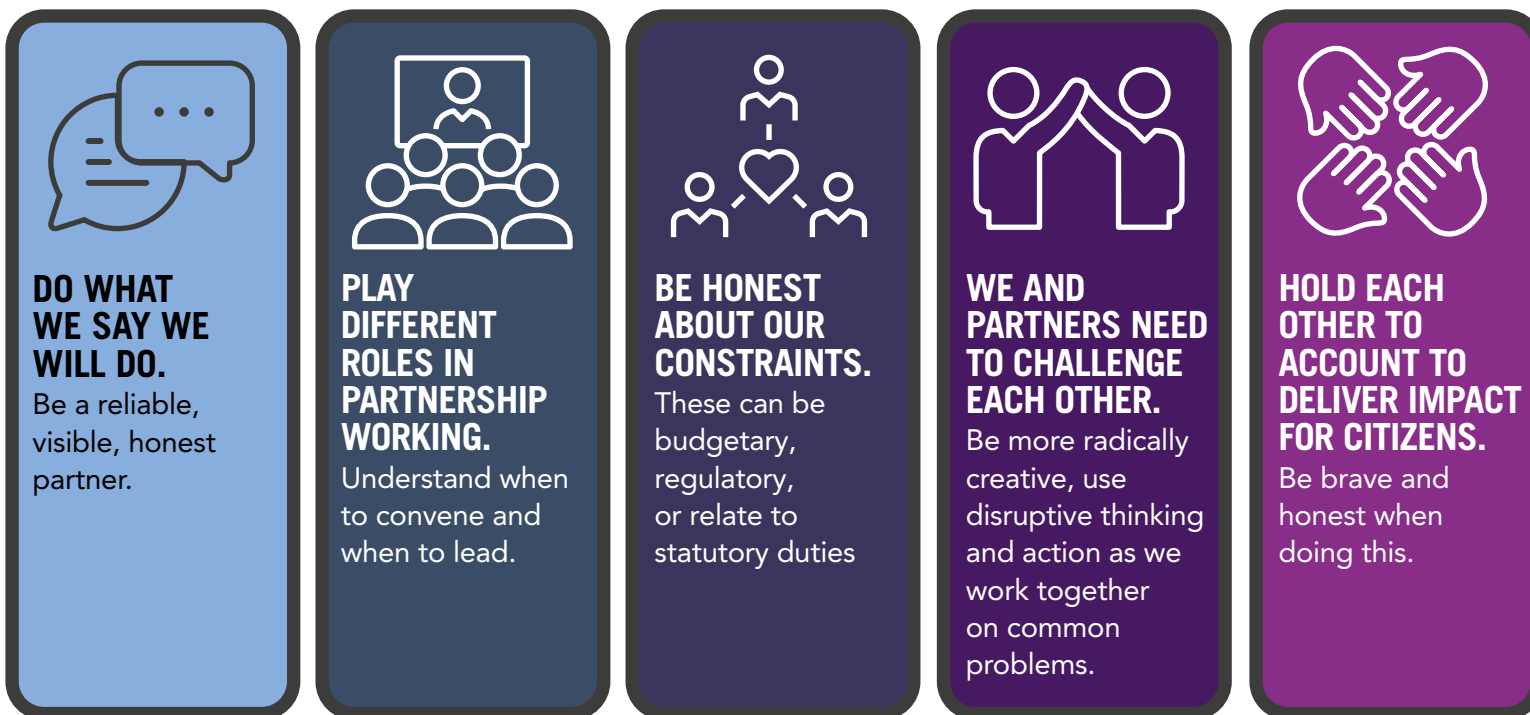 DO WHAT
WE SAY WE
WILL DO.
Be a reliable,
visible, honest
partner.
PLAY
DIFFERENT
ROLES IN
PARTNERSHIP
WORKING.
Understand when
to convene and
when to lead.
BE HONEST
ABOUT OUR
CONSTRAINTS.
These can be
budgetary,
regulatory,
or relate to
statutory duties
WE AND
PARTNERS NEED
TO CHALLENGE
EACH OTHER.
Be more radically
creative, use
disruptive thinking
and action as we
work together
on common
problems.
HOLD EACH
OTHER TO
ACCOUNT TO
DELIVER IMPACT
FOR CITIZENS.
Be brave and
honest when
doing this.